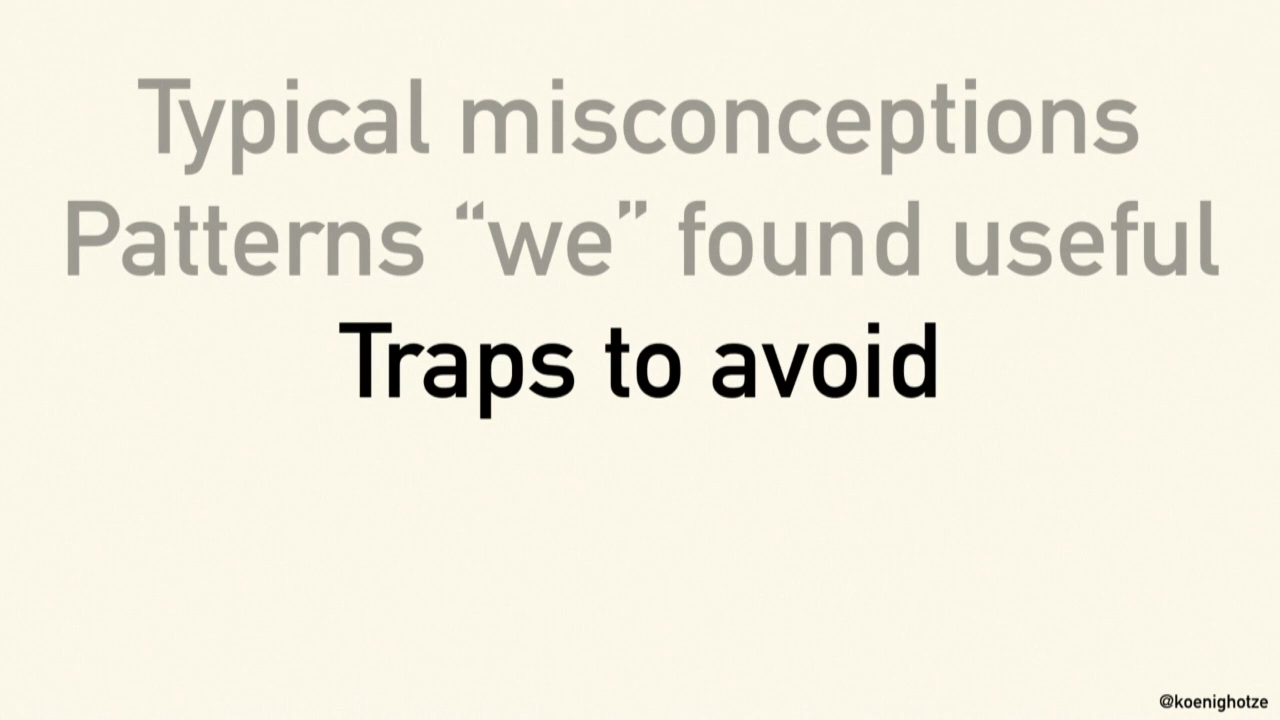 Typical misconceptions
Patterns “we” found useful
Traps to avoid
@koenighotze